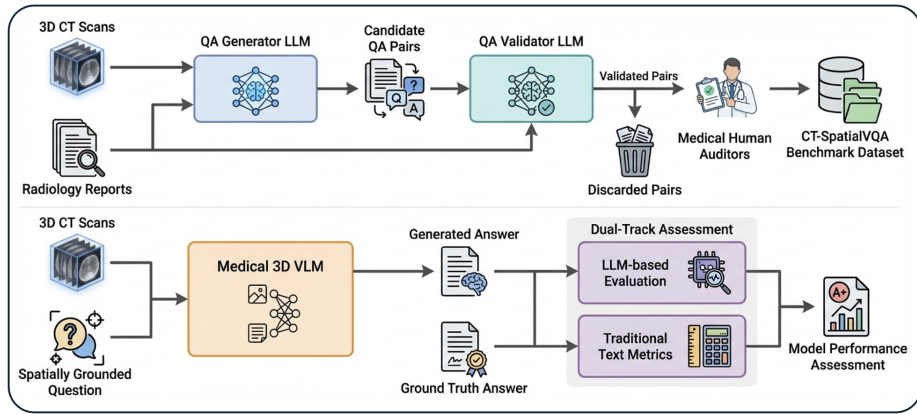 3D CT Scans
QA Generator LLM
Candidate
QA Pairs
?
Q
A
QA Validator LLM
Validated Pairs
Radiology Reports
Discarded Pairs
Medical Human
Auditors
CT-SpatialVQA
Benchmark Dataset
3D CT Scans
?
Spatially Grounded
Question
Medical 3D VLM
Generated Answer
Ground Truth Answer
Dual-Track Assessment
LLM-based
Evaluation
Traditional
Text Metrics
A+
Model Performance
Assessment